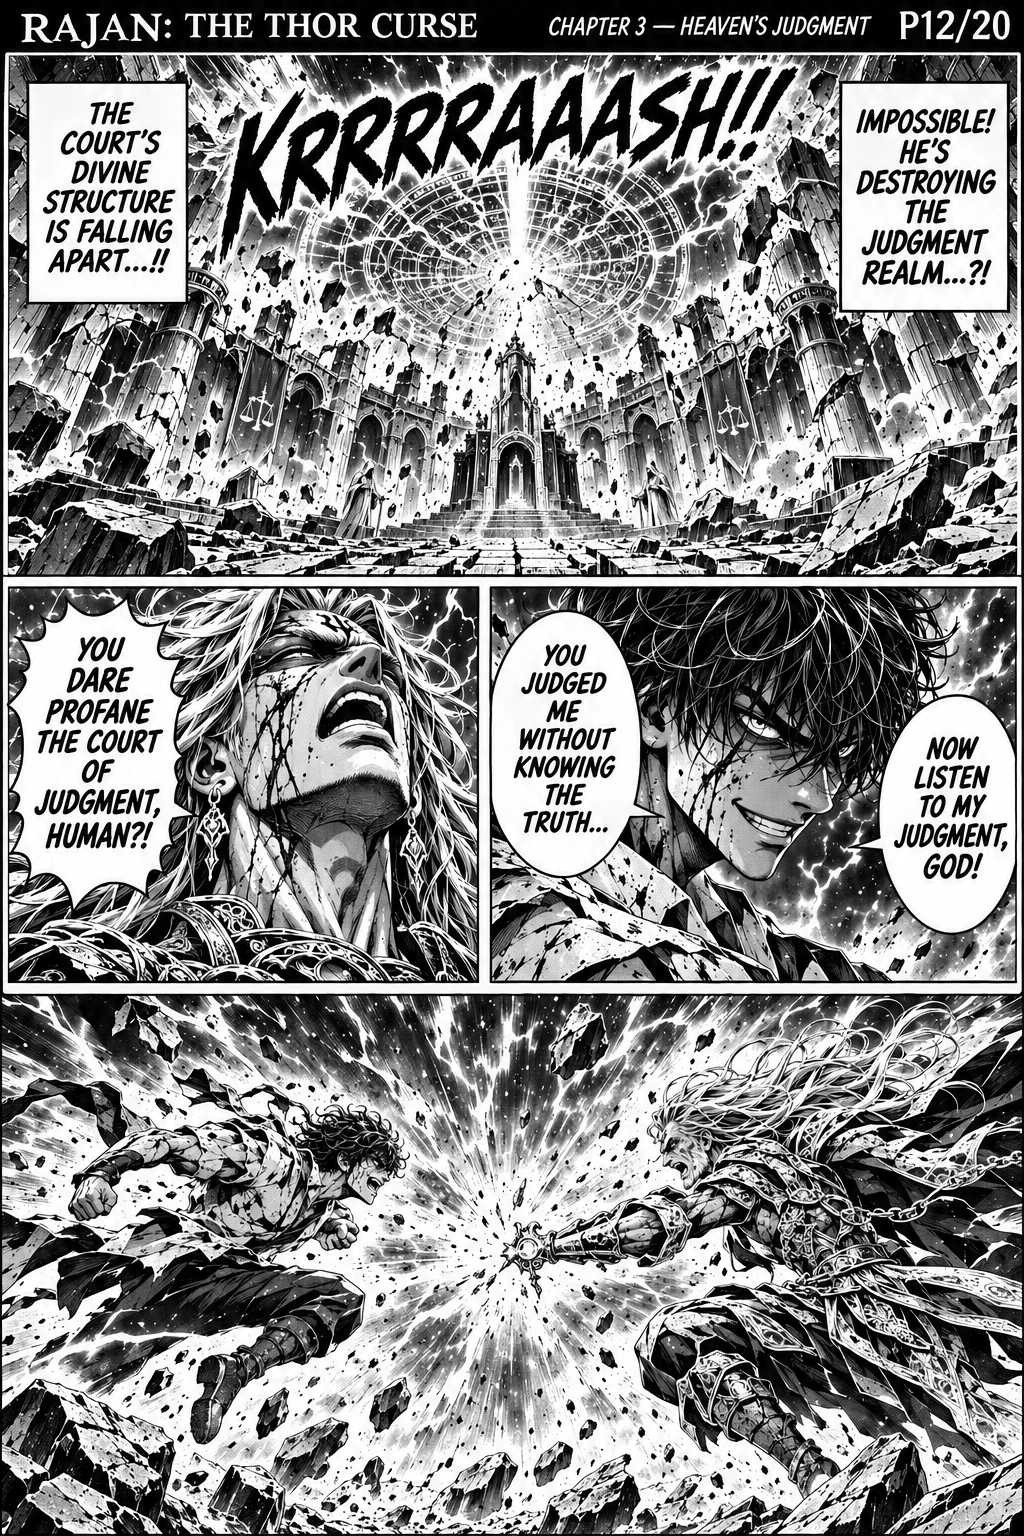 RAJAN: THE THOR CURSE
CHAPTER 3 — HEAVEN'S JUDGMENT
P12/20
THE
COURT'S
DIVINE
STRUCTURE
IS FALLING
APART...!!
KRRRRAAASH!!
IMPOSSIBLE!
HE'S
DESTROYING
THE
JUDGMENT
REALM...?!
YOU
DARE
PROFANE
THE COURT
OF
JUDGMENT,
HUMAN?!
YOU
JUDGED
ME
WITHOUT
KNOWING
THE
TRUTH...
NOW
LISTEN
TO MY
JUDGMENT,
GOD!